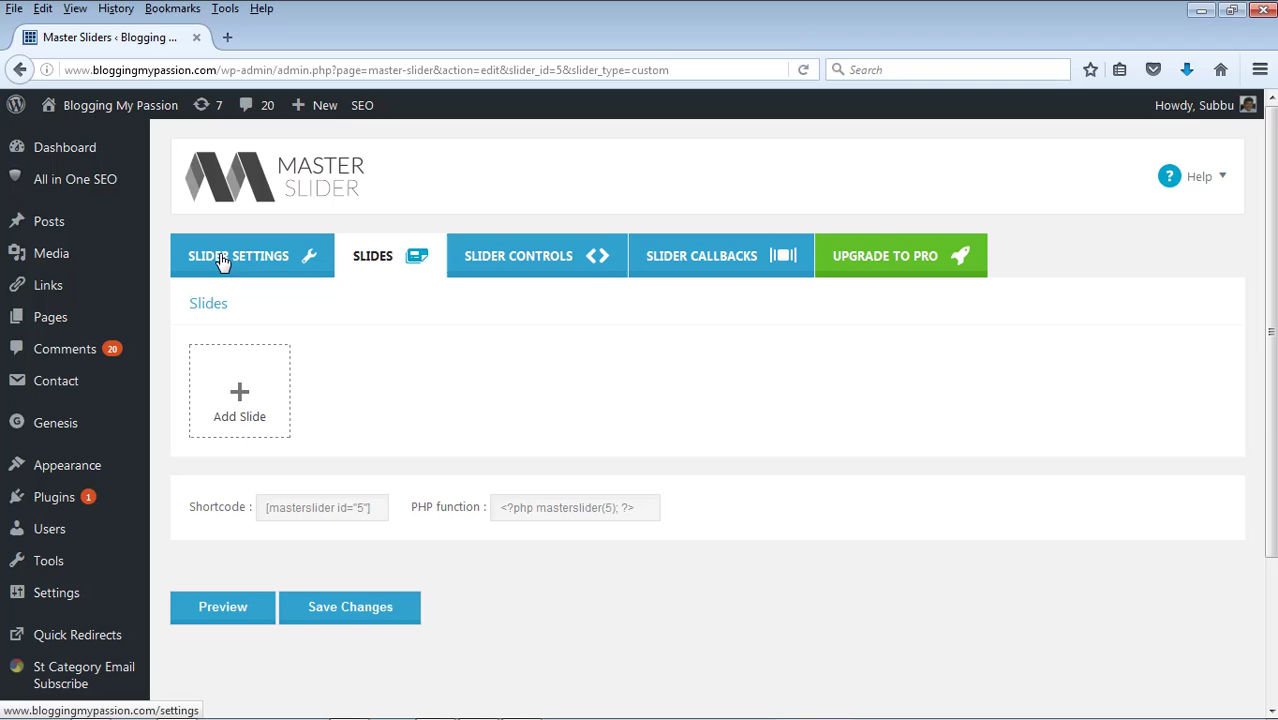 File Edit View History Bookmarks Tools Help
Master Sliders ‹ Blogging ...
www.bloggingmypassion.com/wp-admin/admin.php?page=master-slider&action=edit&slider_id=5&slider_type=custom
Search
Blogging My Passion 7 20 New SEO Howdy, Subbu
Dashboard
All in One SEO
Posts
Media
Links
Pages
Comments 20
Contact
Genesis
Appearance
Plugins 1
Users
Tools
Settings
Quick Redirects
St Category Email
Subscribe
MASTER
SLIDER
? Help
SLIDER SETTINGS SLIDES SLIDER CONTROLS SLIDER CALLBACKS UPGRADE TO PRO
Slides
Add Slide
Shortcode : [masterslider id="5"] PHP function : <?php masterslider(5); ?>
Preview Save Changes
www.bloggingmypassion.com/settings